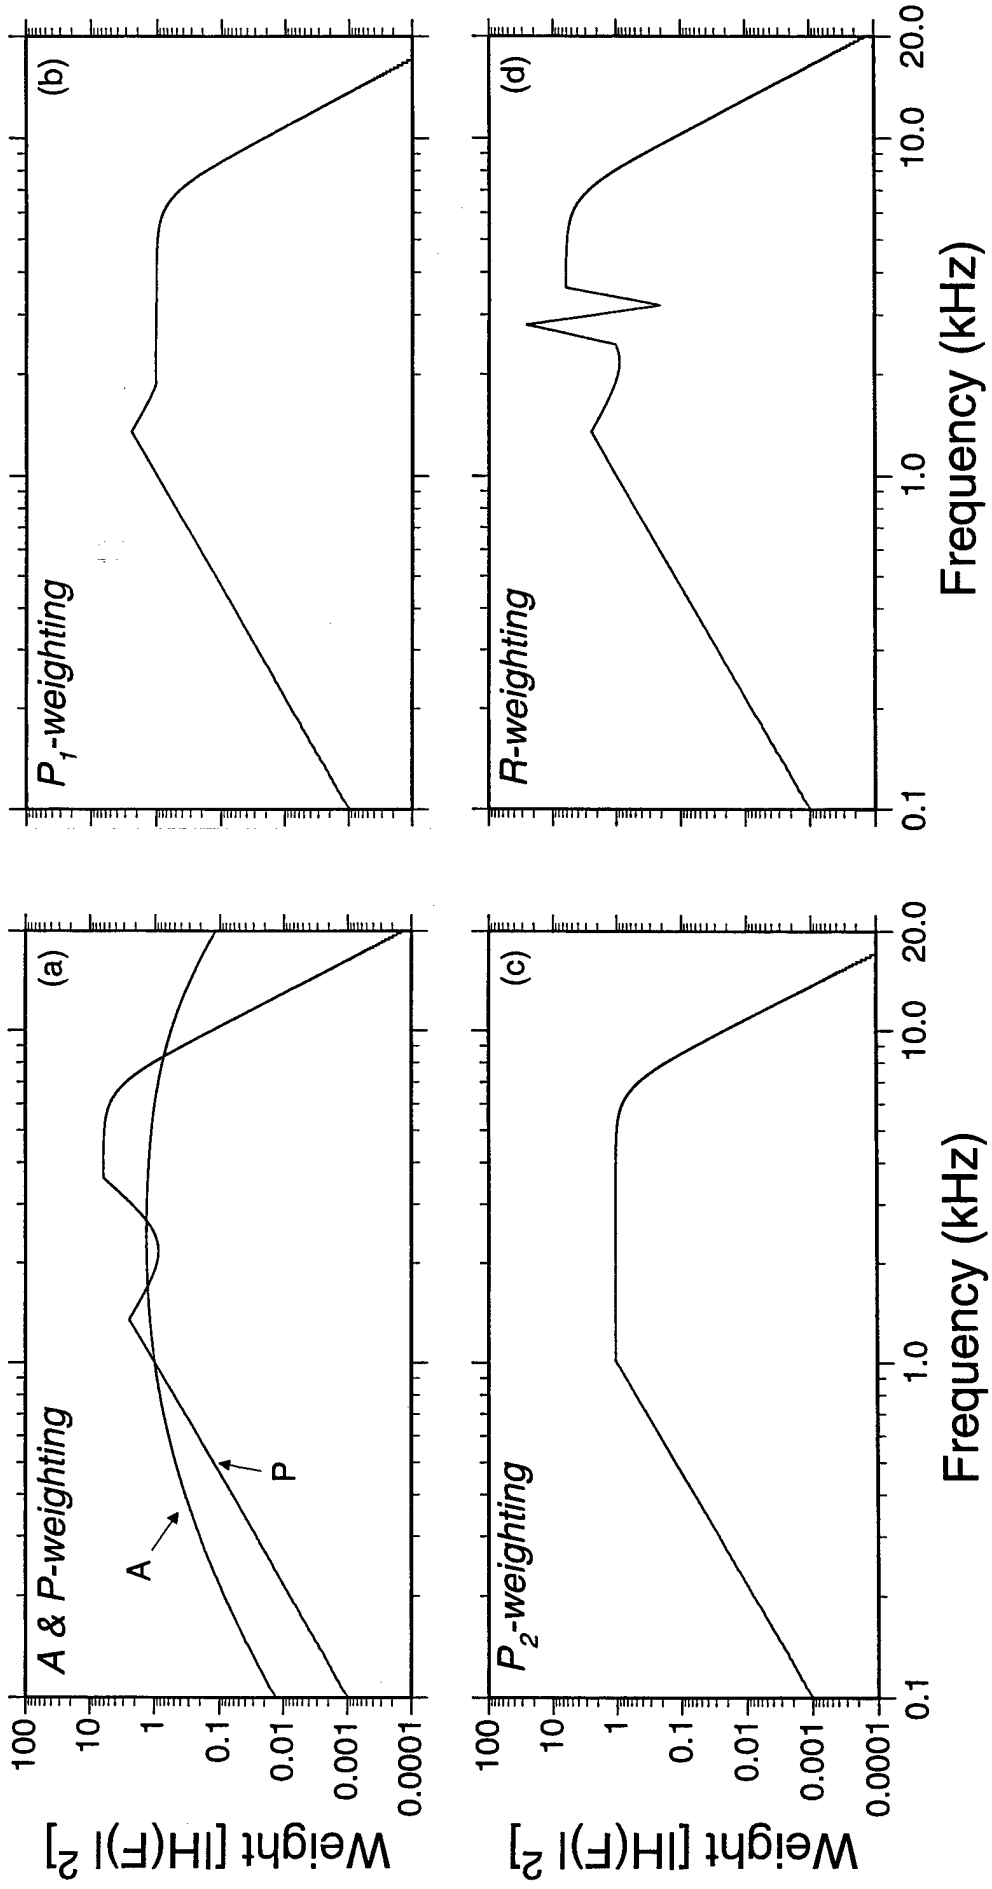 A & P-weighting
(a)
A
P
100
10
1
0.1
0.01
0.001
0.0001
Weight [|H(F)|²]
P₁-weighting
(b)
P₂-weighting
(c)
100
10
1
0.1
0.01
0.001
0.0001
Weight [|H(F)|²]
0.1
1.0
10.0
20.0
Frequency (kHz)
R-weighting
(d)
0.1
1.0
10.0
20.0
Frequency (kHz)